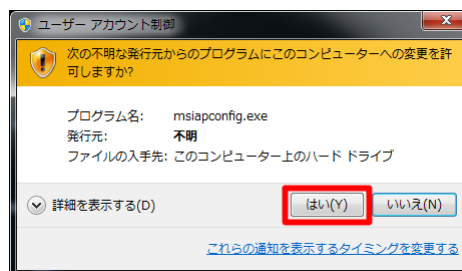 ユーザー アカウント制御
次の不明な発行元からのプログラムにこのコンピューターへの変更を許
可しますか?
プログラム名: msiapconfig.exe
発行元: 不明
ファイルの入手先: このコンピューター上のハード ドライブ
詳細を表示する(D) はい(Y) いいえ(N)
これらの通知を表示するタイミングを変更する